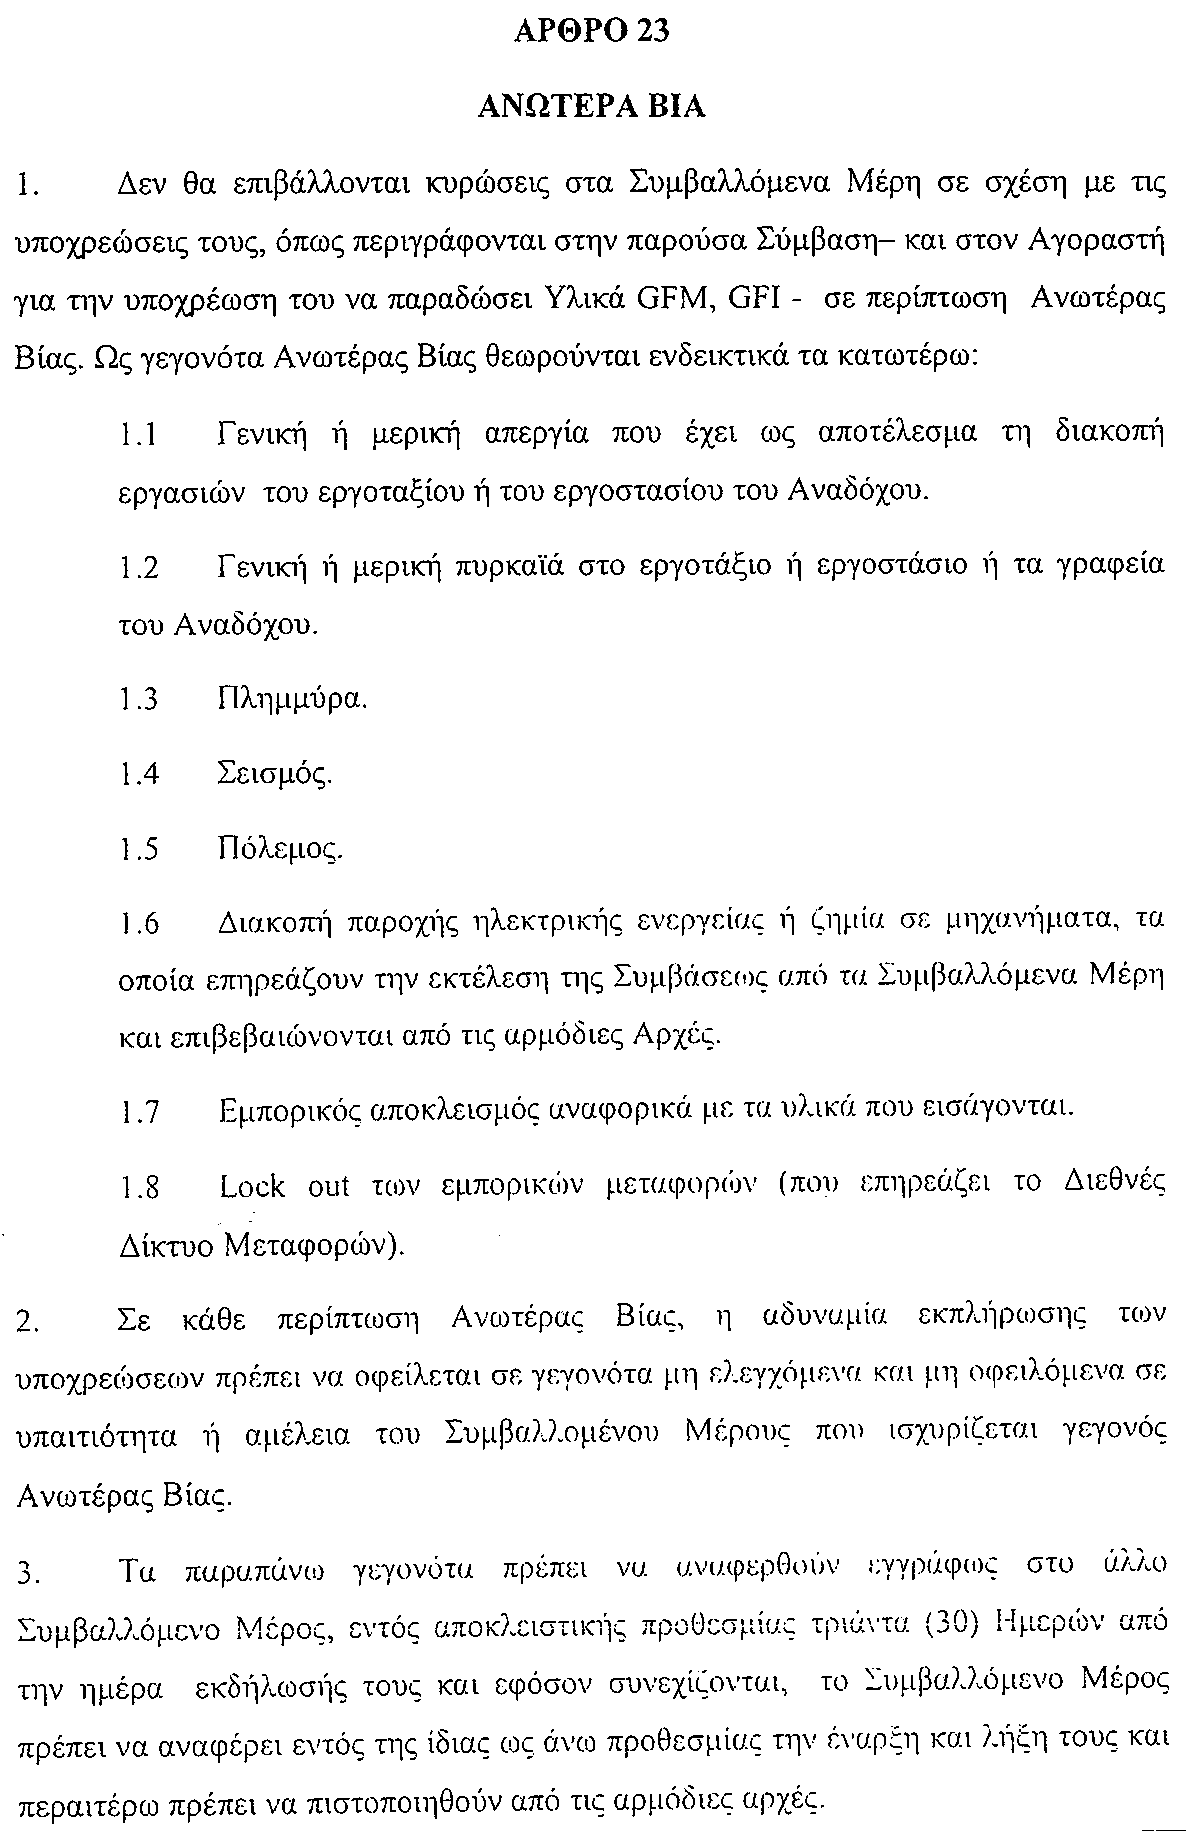 ΑΡΘΡΟ 23
ΑΝΩΤΕΡΑ ΒΙΑ
1. Δεν θα επιβάλλονται κυρώσεις στα Συμβαλλόμενα Μέρη σε σχέση με τις
υποχρεώσεις τους, όπως περιγράφονται στην παρούσα Σύμβαση– και στον Αγοραστή
για την υποχρέωση του να παραδώσει Υλικά GFM, GFI - σε περίπτωση Ανωτέρας
Βίας. Ως γεγονότα Ανωτέρας Βίας θεωρούνται ενδεικτικά τα κατωτέρω:
1.1 Γενική ή μερική απεργία που έχει ως αποτέλεσμα τη διακοπή
εργασιών του εργοταξίου ή του εργοστασίου του Αναδόχου.
1.2 Γενική ή μερική πυρκαϊά στο εργοτάξιο ή εργοστάσιο ή τα γραφεία
του Αναδόχου.
1.3 Πλημμύρα.
1.4 Σεισμός.
1.5 Πόλεμος.
1.6 Διακοπή παροχής ηλεκτρικής ενεργείας ή ζημία σε μηχανήματα, τα
οποία επηρεάζουν την εκτέλεση της Συμβάσεως από τα Συμβαλλόμενα Μέρη
και επιβεβαιώνονται από τις αρμόδιες Αρχές.
1.7 Εμπορικός αποκλεισμός αναφορικά με τα υλικά που εισάγονται.
1.8 Lock out των εμπορικών μεταφορών (που επηρεάζει το Διεθνές
Δίκτυο Μεταφορών).
2. Σε κάθε περίπτωση Ανωτέρας Βίας, η αδυναμία εκπλήρωσης των
υποχρεώσεων πρέπει να οφείλεται σε γεγονότα μη ελεγχόμενα και μη οφειλόμενα σε
υπαιτιότητα ή αμέλεια του Συμβαλλομένου Μέρους που ισχυρίζεται γεγονός
Ανωτέρας Βίας.
3. Τα παραπάνω γεγονότα πρέπει να αναφερθούν εγγράφως στο άλλο
Συμβαλλόμενο Μέρος, εντός αποκλειστικής προθεσμίας τριάντα (30) Ημερών από
την ημέρα εκδήλωσής τους και εφόσον συνεχίζονται, το Συμβαλλόμενο Μέρος
πρέπει να αναφέρει εντός της ίδιας ως άνω προθεσμίας την έναρξη και λήξη τους και
περαιτέρω πρέπει να πιστοποιηθούν από τις αρμόδιες αρχές.